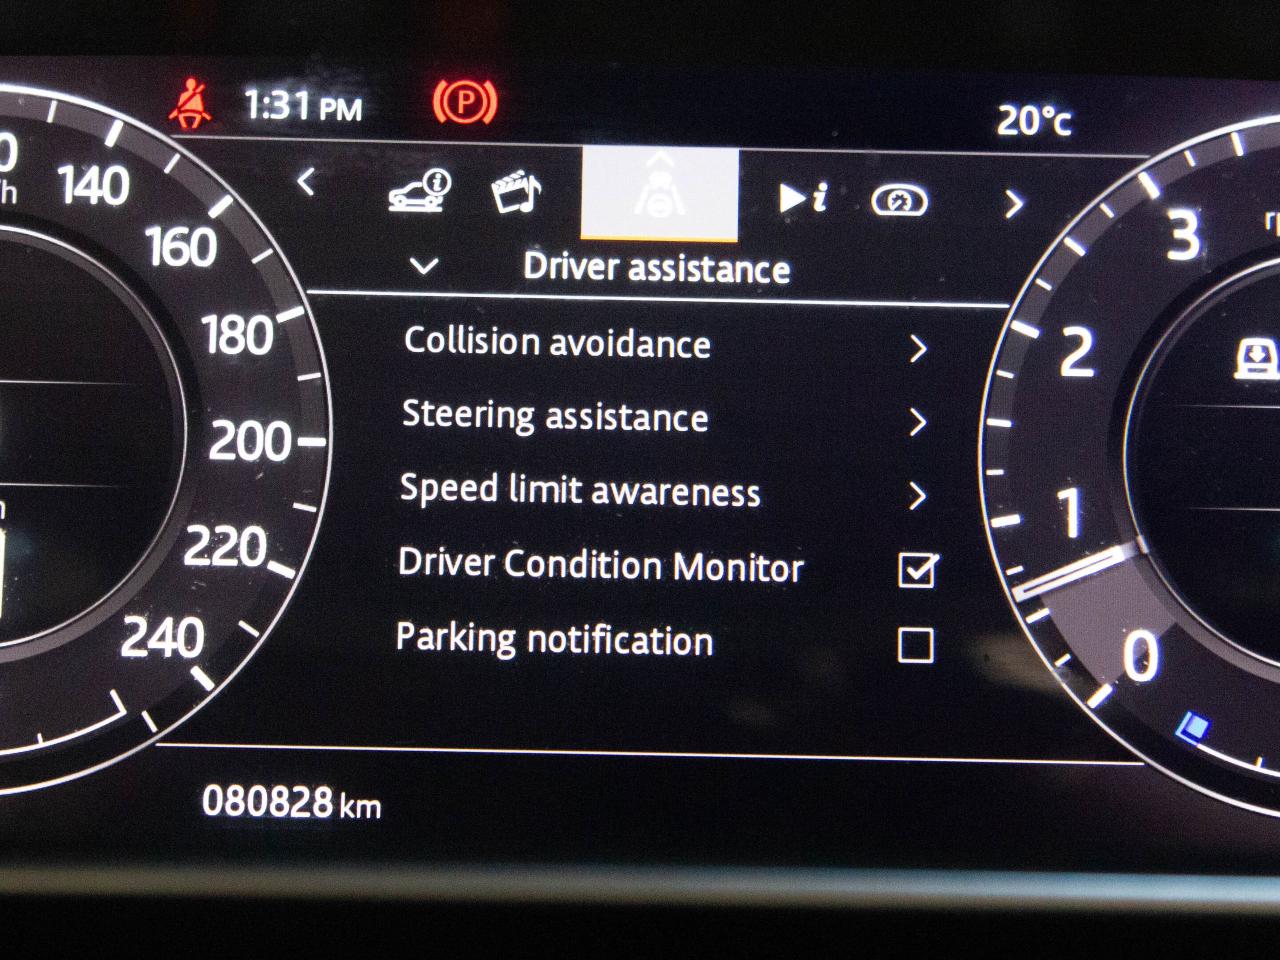 1:31 PM
P
20°c
140
160
180
200
220
240
i
i
Driver assistance
Collision avoidance
Steering assistance
Speed limit awareness
Driver Condition Monitor
Parking notification
3
2
1
0
080828 km